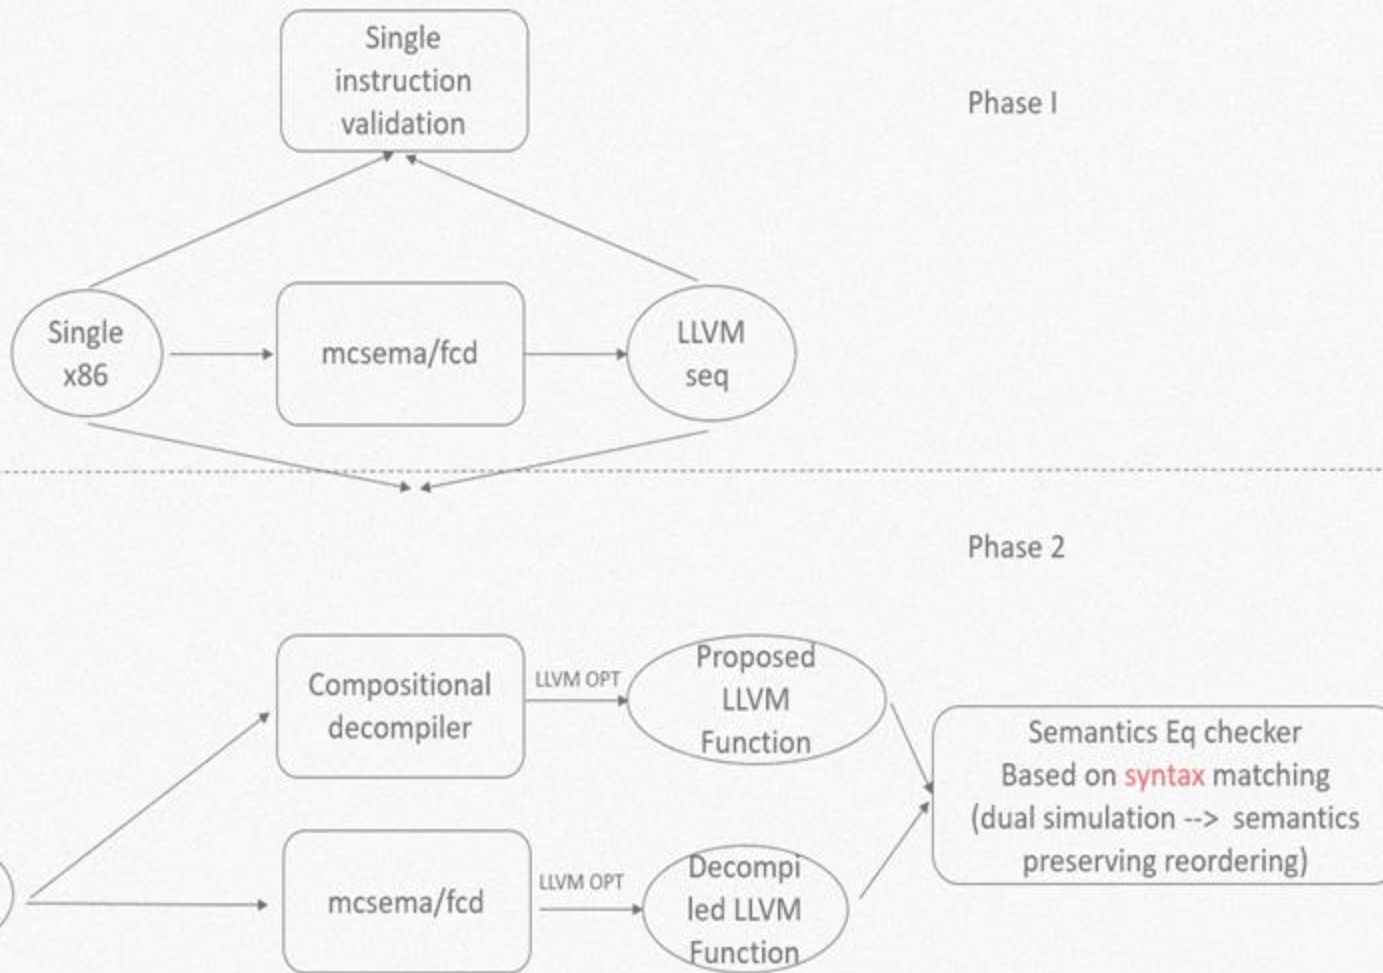 Single
instruction
validation
Phase I
Single
x86
mcsema/fcd
LLVM
seq
Phase 2
Compositional
decompiler
LLVM OPT
Proposed
LLVM
Function
Semantics Eq checker
Based on syntax matching
(dual simulation --> semantics
preserving reordering)
mcsema/fcd
LLVM OPT
Decompi
led LLVM
Function